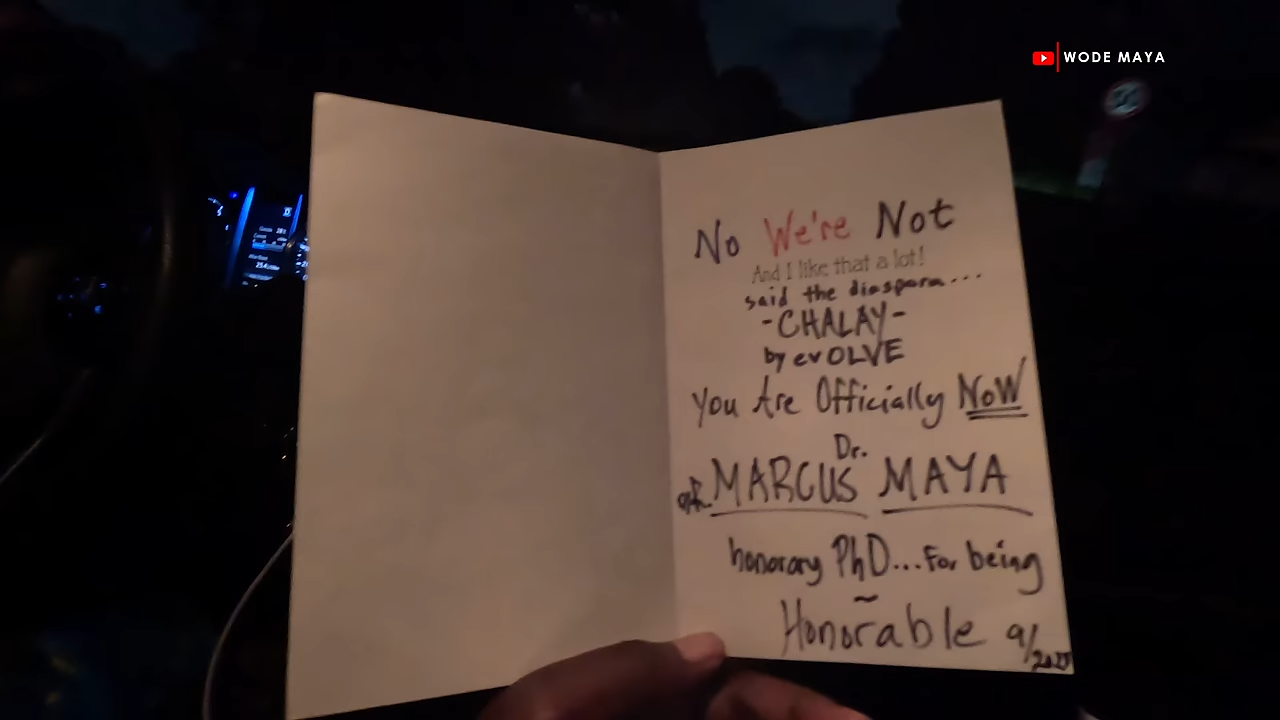 WODE MAYA
No We're Not
And I like that a lot!
said the diaspora...
-CHALAY-
by evOLVE
You Are Officially NOW
Dr.
MARCUS MAYA
honorary PhD...For being
Honorable 9/